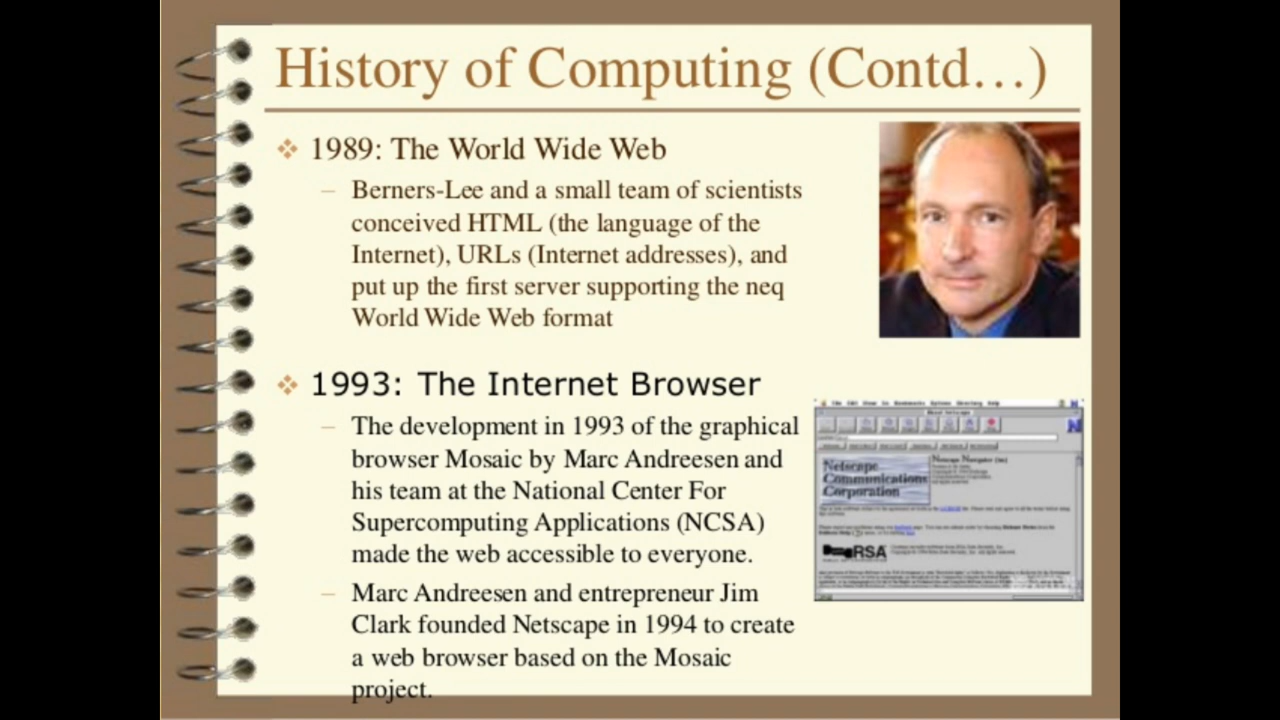 History of Computing (Contd…)
❖ 1989: The World Wide Web
– Berners-Lee and a small team of scientists
conceived HTML (the language of the
Internet), URLs (Internet addresses), and
put up the first server supporting the neq
World Wide Web format
❖ 1993: The Internet Browser
– The development in 1993 of the graphical
browser Mosaic by Marc Andreesen and
his team at the National Center For
Supercomputing Applications (NCSA)
made the web accessible to everyone.
– Marc Andreesen and entrepreneur Jim
Clark founded Netscape in 1994 to create
a web browser based on the Mosaic
project.
Netscape
Communications
Corporation
RSA